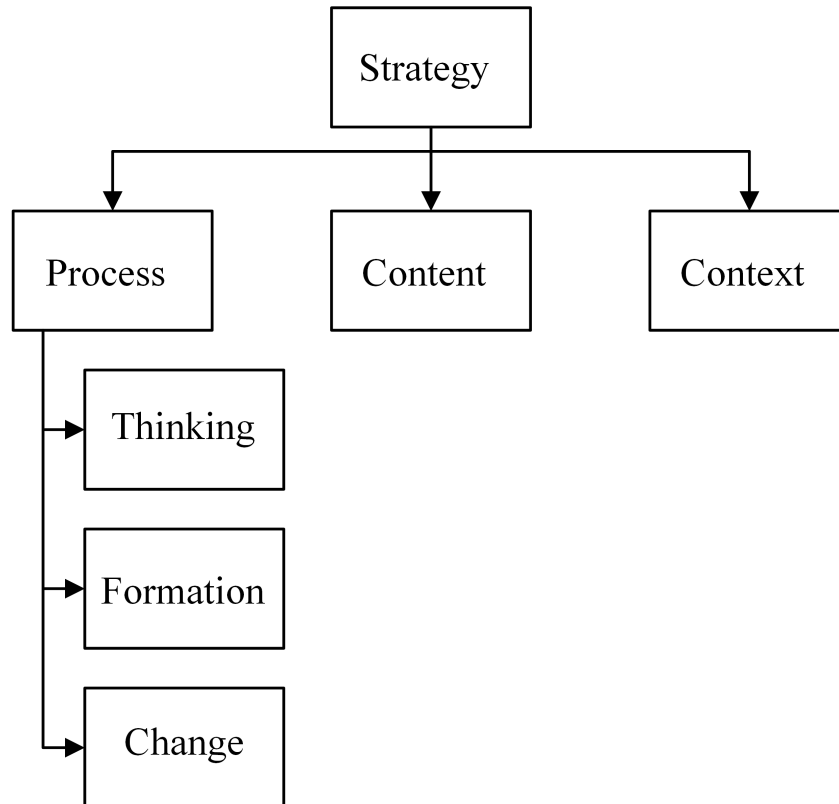 Strategy
Process
Content
Context
Thinking
Formation
Change